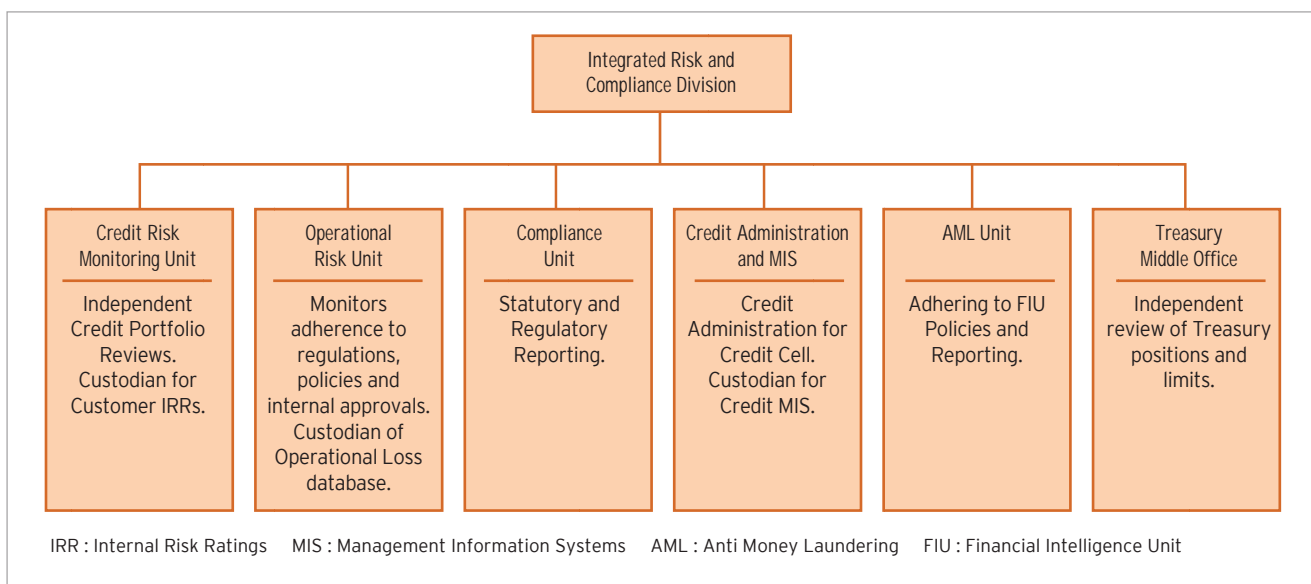 Integrated Risk and
Compliance Division
Credit Risk
Monitoring Unit
Independent
Credit Portfolio
Reviews.
Custodian for
Customer IRRs.
Operational
Risk Unit
Monitors
adherence to
regulations,
policies and
internal approvals.
Custodian of
Operational Loss
database.
Compliance
Unit
Statutory and
Regulatory
Reporting.
Credit Administration
and MIS
Credit
Administration for
Credit Cell.
Custodian for
Credit MIS.
AML Unit
Adhering to FIU
Policies and
Reporting.
Treasury
Middle Office
Independent
review of Treasury
positions and
limits.
IRR : Internal Risk Ratings MIS : Management Information Systems AML : Anti Money Laundering FIU : Financial Intelligence Unit